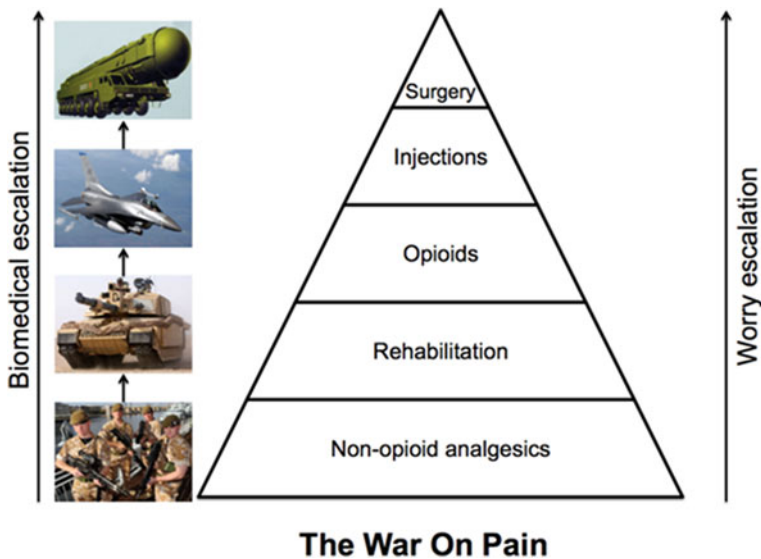 Biomedical escalation
Surgery
Injections
Opioids
Rehabilitation
Non-opioid analgesics
Worry escalation
The War On Pain